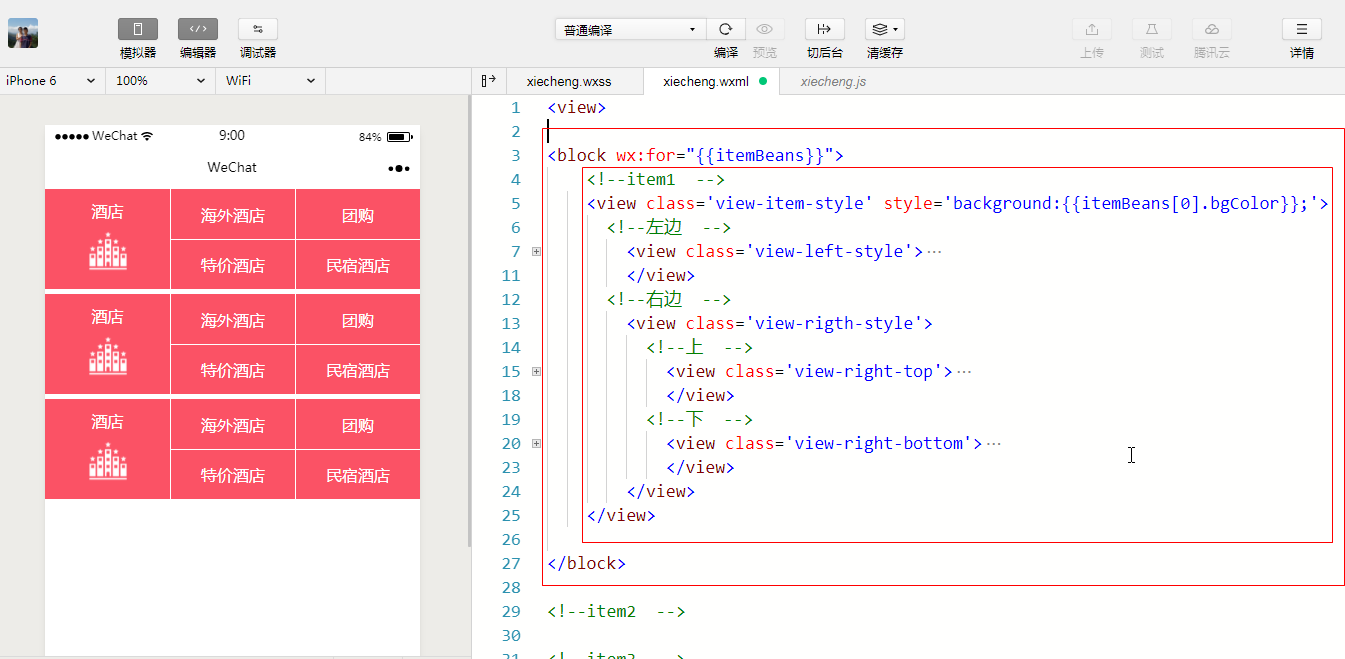 模拟器 编辑器 调试器 普通编译 编译 预览 切后台 清缓存 上传 测试 腾讯云 详情
iPhone 6 100% WiFi
WeChat 9:00 84%
WeChat
酒店 海外酒店 团购
特价酒店 民宿酒店
酒店 海外酒店 团购
特价酒店 民宿酒店
酒店 海外酒店 团购
特价酒店 民宿酒店
xiecheng.wxss xiecheng.wxml xiecheng.js
1 <view>
2
3 <block wx:for="{{itemBeans}}">
4 <!--item1  -->
5 <view class='view-item-style' style='background:{{itemBeans[0].bgColor}};'>
6 <!--左边  -->
7 <view class='view-left-style'>…
11 </view>
12 <!--右边  -->
13 <view class='view-rigth-style'>
14 <!--上  -->
15 <view class='view-right-top'>…
18 </view>
19 <!--下  -->
20 <view class='view-right-bottom'>…
23 </view>
24 </view>
25 </view>
26
27 </block>
28
29 <!--item2  -->
30
31 <!--item3  -->